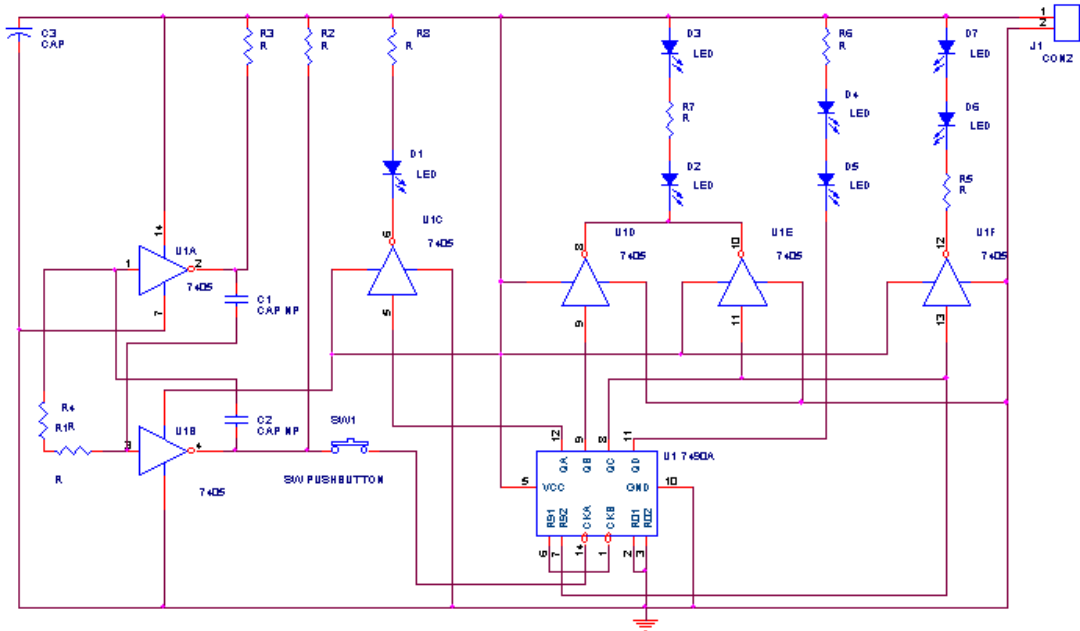 C3
CAP
R3
R
R2
R
R8
R
D3
LED
R6
R
D7
LED
1
2
J1
CON2
R7
R
D4
LED
D6
LED
D1
LED
D2
LED
D5
LED
R5
R
14
U1A
1
2
7405
7
6
U1C
7405
5
8
U1D
7405
9
10
U1E
7405
11
12
U1F
7405
13
C1
CAP NP
R4
R1R
R
C2
CAP NP
U1B
3
4
7405
SW1
SW PUSHBUTTON
12
9
8
11
U1 7490A
QA
QB
QC
QD
5
VCC
GND
10
R91
R92
CKA
CKB
R01
R02
6
7
14
1
2
3